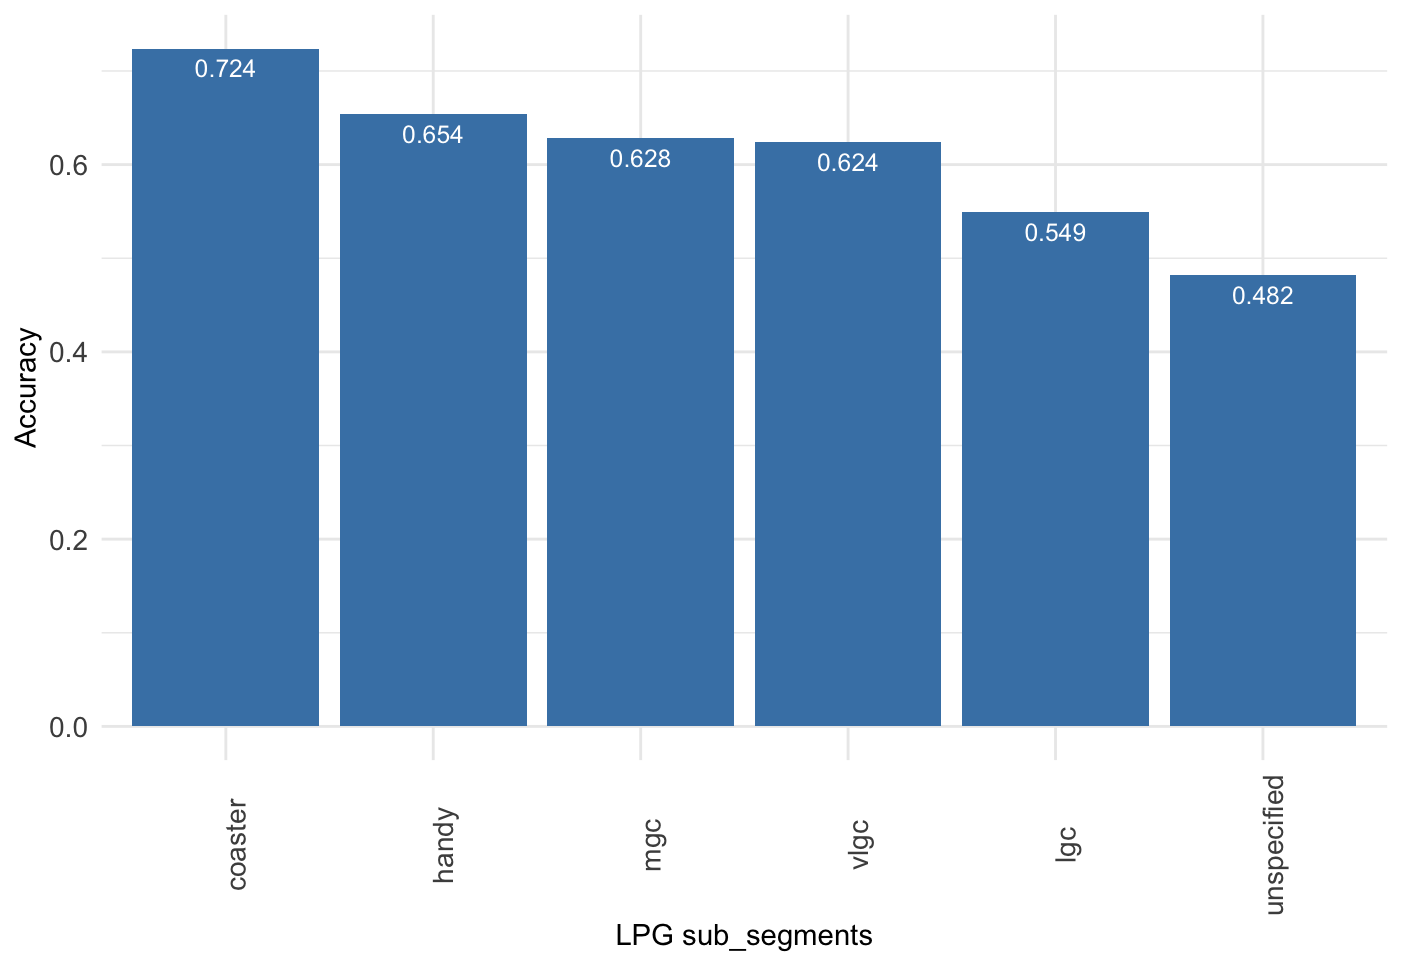 0.724
0.654
0.628
0.624
0.549
0.482
0.6
0.4
0.2
0.0
Accuracy
coaster
handy
mgc
vlgc
lgc
unspecified
LPG sub_segments